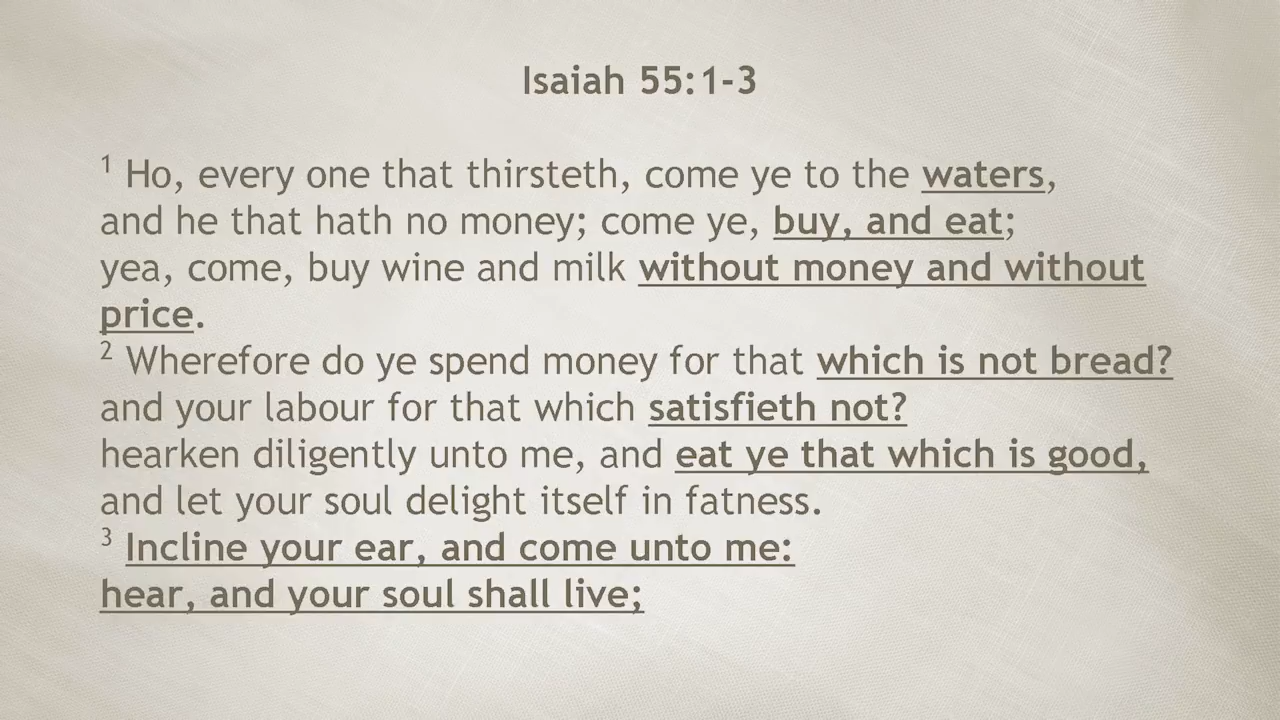 Isaiah 55:1-3
1 Ho, every one that thirsteth, come ye to the waters,
and he that hath no money; come ye, buy, and eat;
yea, come, buy wine and milk without money and without
price.
2 Wherefore do ye spend money for that which is not bread?
and your labour for that which satisfieth not?
hearken diligently unto me, and eat ye that which is good,
and let your soul delight itself in fatness.
3 Incline your ear, and come unto me:
hear, and your soul shall live;